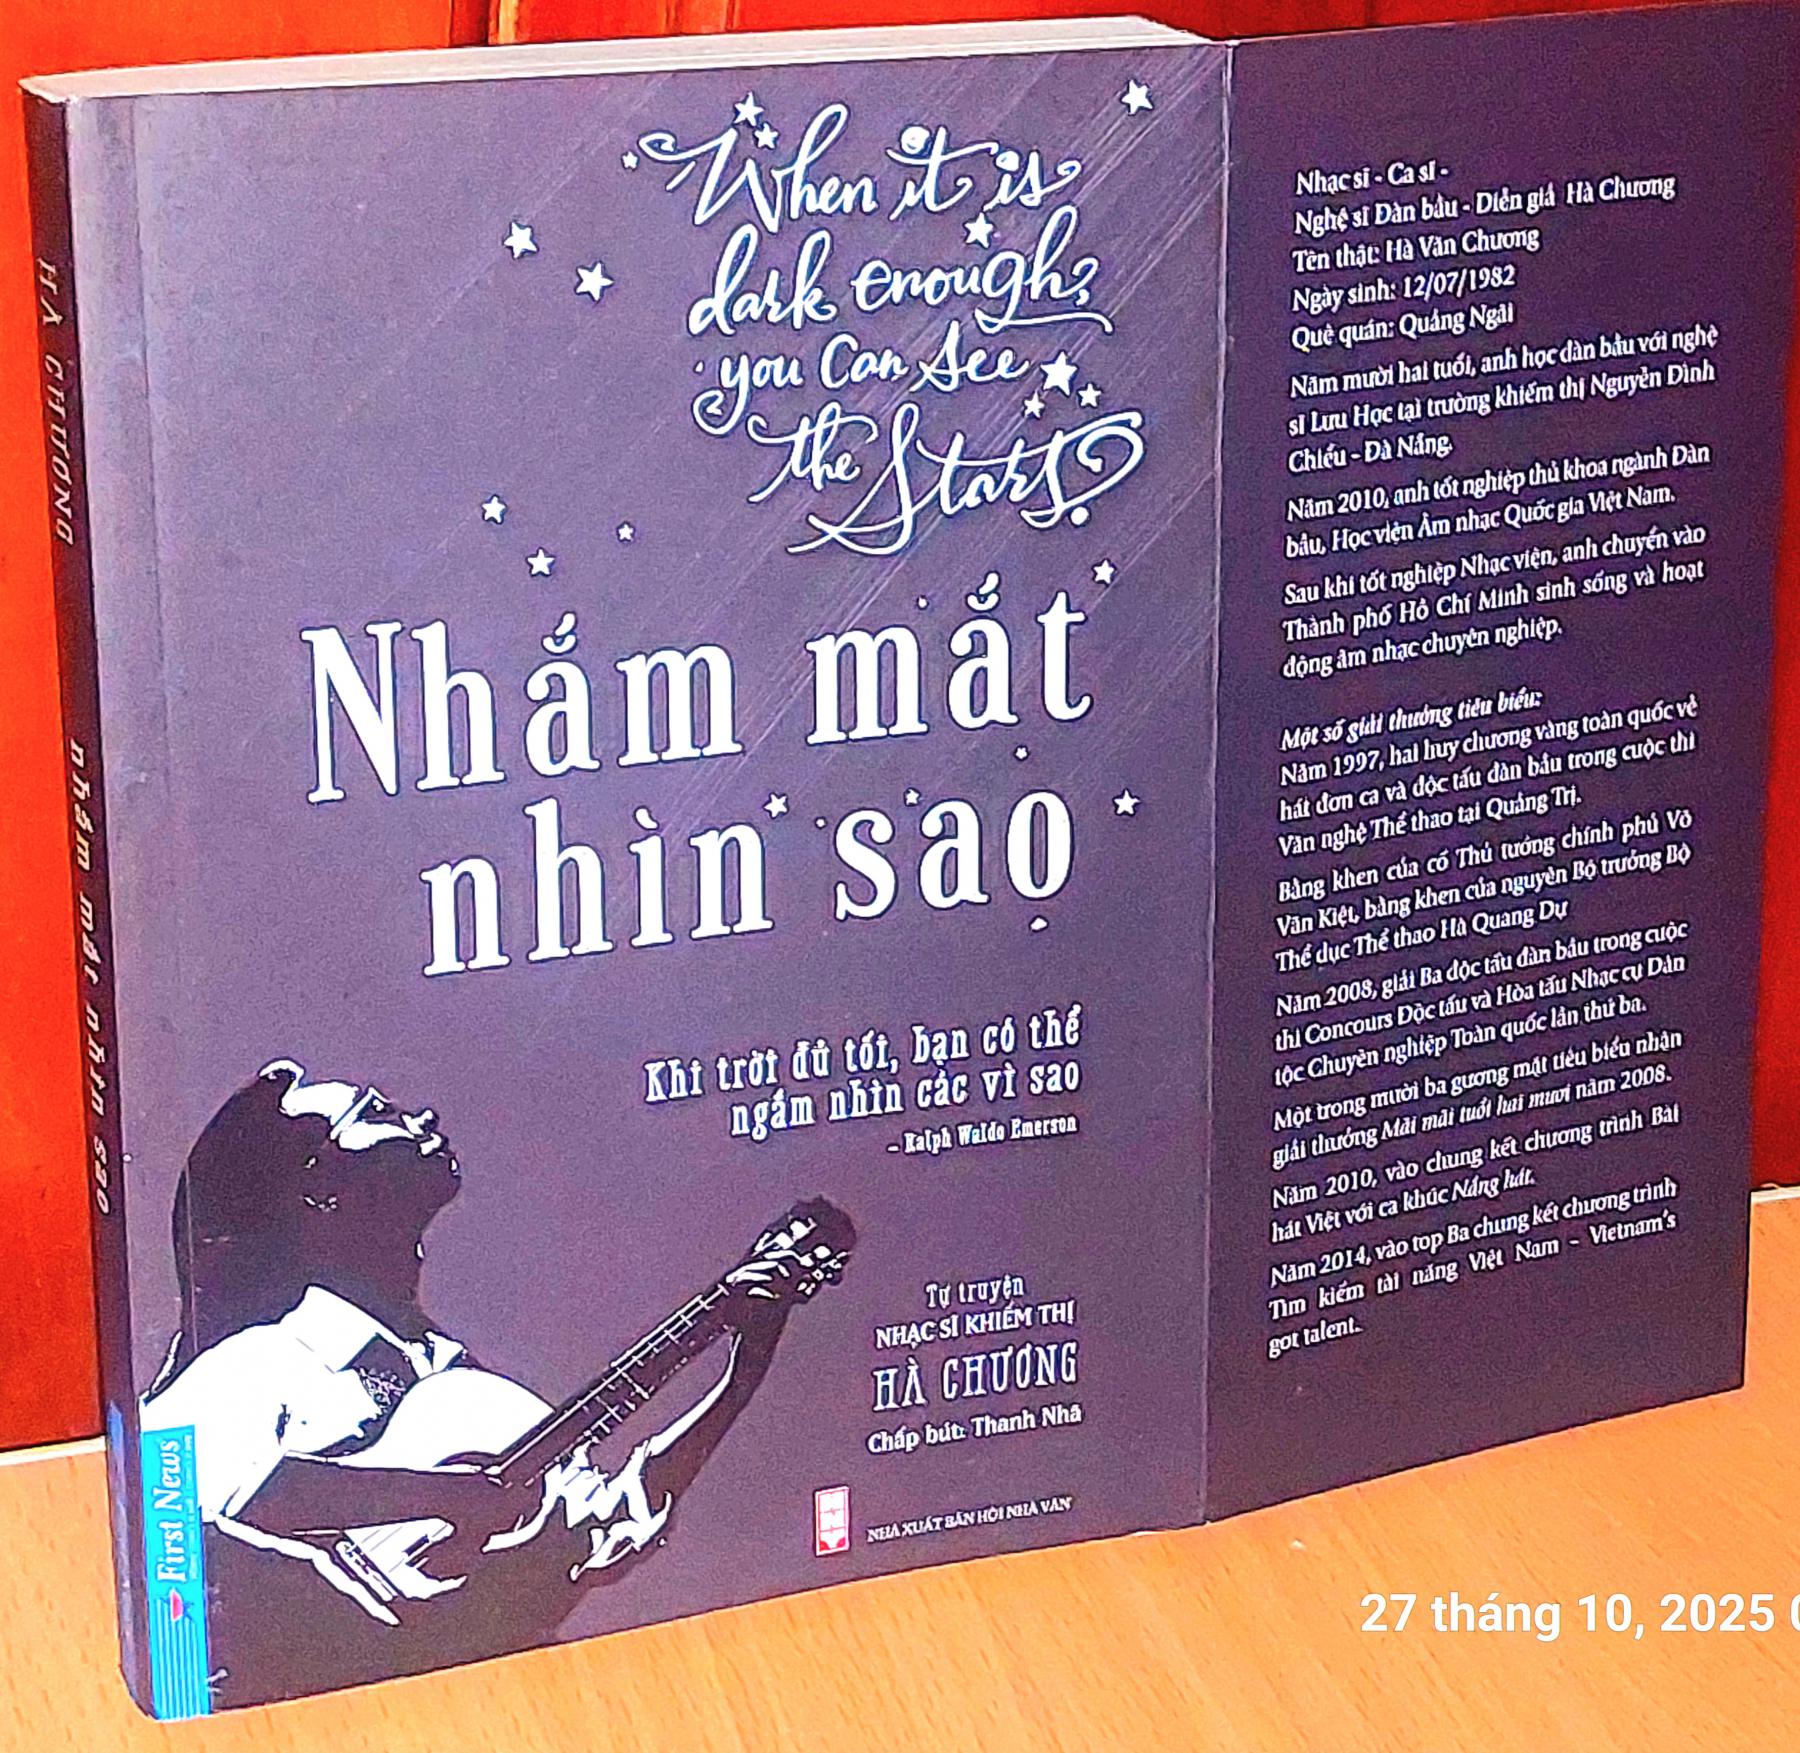 HÀ CHƯƠNG
nhắm mắt nhìn sao
When it is
dark enough,
you Can See
the Stars.
Nhắm mắt
nhìn sao
Khi trời đủ tối, bạn có thể
ngắm nhìn các vì sao
- Ralph Waldo Emerson
Tự truyện
NHẠC SĨ KHIẾM THỊ
HÀ CHƯƠNG
Chấp bút: Thanh Nhã
NHÀ XUẤT BẢN HỘI NHÀ VĂN
First News
Nhạc sĩ - Ca sĩ -
Nghệ sĩ Đàn bầu - Diễn giả Hà Chương
Tên thật: Hà Văn Chương
Ngày sinh: 12/07/1982
Quê quán: Quảng Ngãi
Năm mười hai tuổi, anh học đàn bầu với nghệ
sĩ Lưu Học tại trường khiếm thị Nguyễn Đình
Chiểu - Đà Nẵng.
Năm 2010, anh tốt nghiệp thủ khoa ngành Đàn
bầu, Học viện Âm nhạc Quốc gia Việt Nam.
Sau khi tốt nghiệp Nhạc viện, anh chuyển vào
Thành phố Hồ Chí Minh sinh sống và hoạt
động âm nhạc chuyên nghiệp.
Một số giải thưởng tiêu biểu:
Năm 1997, hai huy chương vàng toàn quốc về
hát đơn ca và độc tấu đàn bầu trong cuộc thi
Văn nghệ Thể thao tại Quảng Trị.
Bằng khen của cố Thủ tướng chính phủ Võ
Văn Kiệt, bằng khen của nguyên Bộ trưởng Bộ
Thể dục Thể thao Hà Quang Dự
Năm 2008, giải Ba độc tấu đàn bầu trong cuộc
thi Concours Độc tấu và Hòa tấu Nhạc cụ Dân
tộc Chuyên nghiệp Toàn quốc lần thứ ba.
Một trong mười ba gương mặt tiêu biểu nhận
giải thưởng Mãi mãi tuổi hai mươi năm 2008.
Năm 2010, vào chung kết chương trình Bài
hát Việt với ca khúc Nắng hát.
Năm 2014, vào top Ba chung kết chương trình
Tìm kiếm tài năng Việt Nam - Vietnam's
got talent.
27 tháng 10, 2025